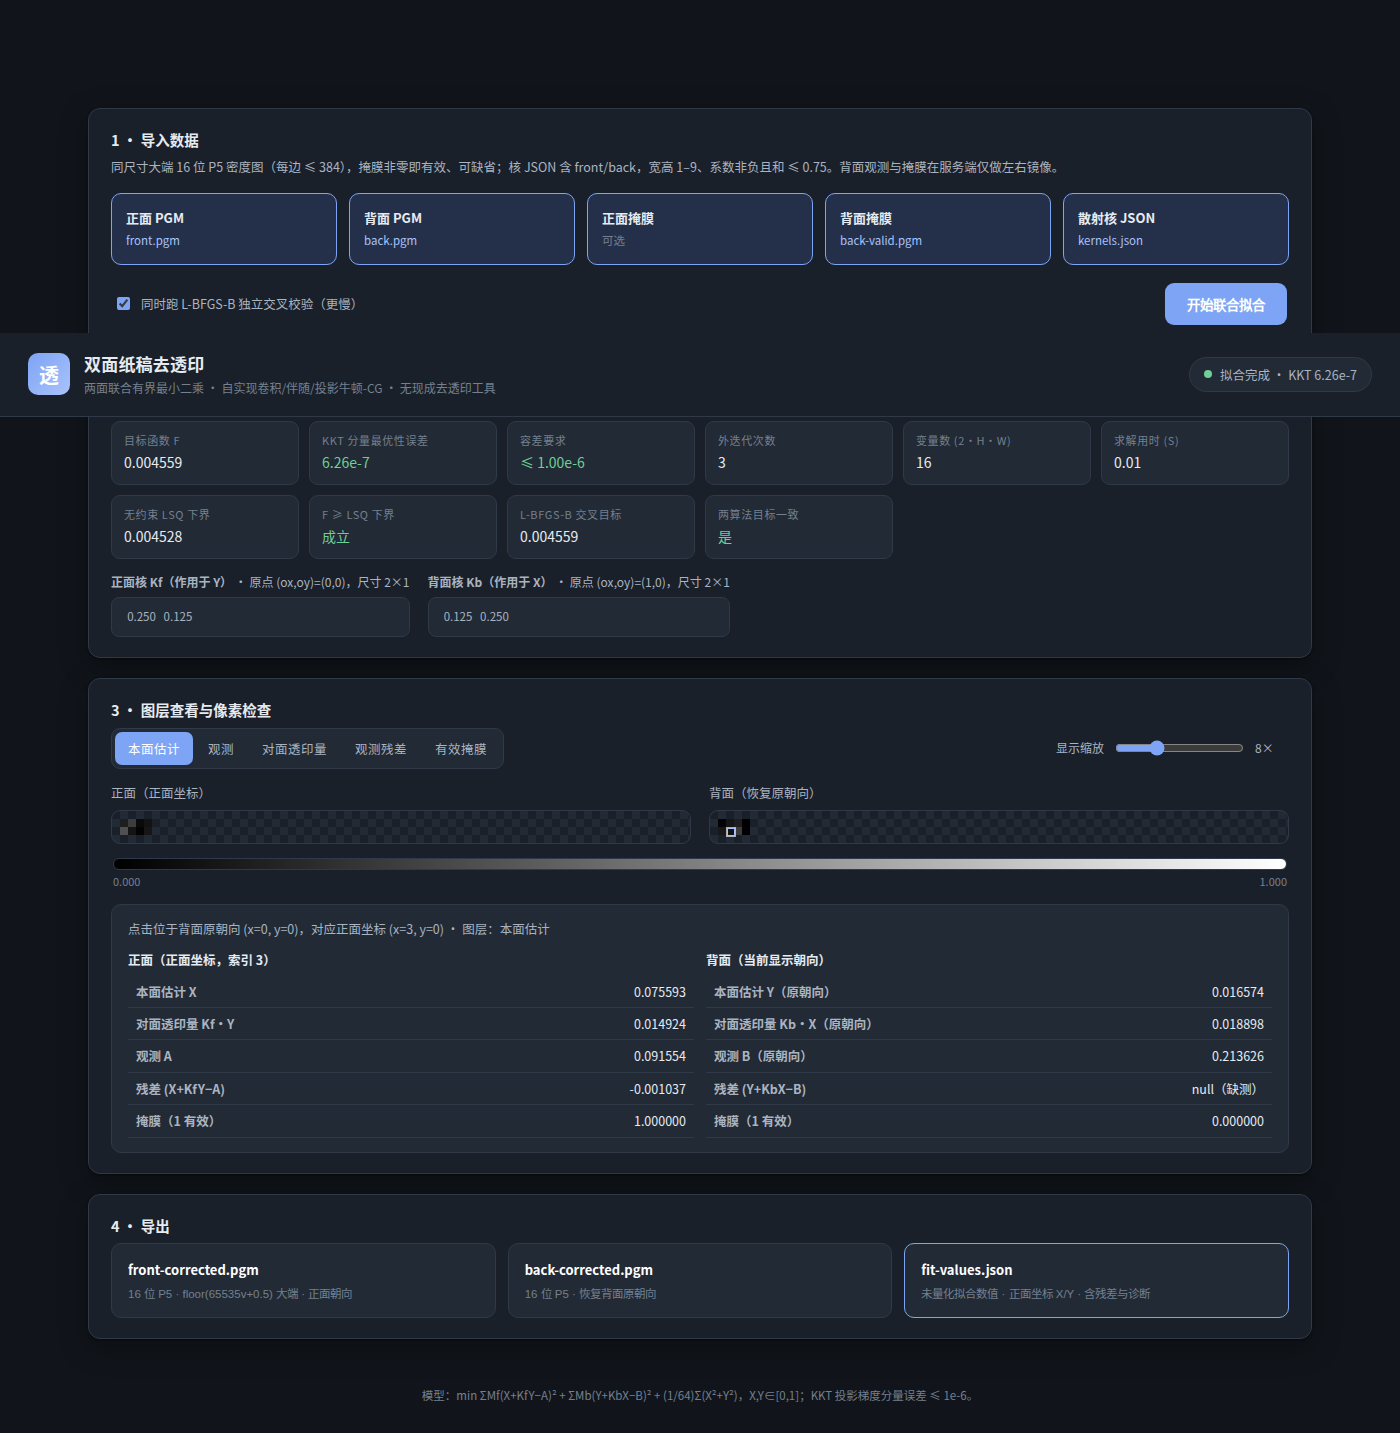 1 · 导入数据
同尺寸大端 16 位 P5 密度图（每边 ≤ 384），掩膜非零即有效、可缺省；核 JSON 含 front/back，宽高 1–9、系数非负且和 ≤ 0.75。背面观测与掩膜在服务端仅做左右镜像。
正面 PGM
front.pgm
背面 PGM
back.pgm
正面掩膜
可选
背面掩膜
back-valid.pgm
散射核 JSON
kernels.json
同时跑 L-BFGS-B 独立交叉校验（更慢）
开始联合拟合
透
双面纸稿去透印
两面联合有界最小二乘 · 自实现卷积/伴随/投影牛顿-CG · 无现成去透印工具
拟合完成 · KKT 6.26e-7
目标函数 F
0.004559
KKT 分量最优性误差
6.26e-7
容差要求
≤ 1.00e-6
外迭代次数
3
变量数 (2·H·W)
16
求解用时 (S)
0.01
无约束 LSQ 下界
0.004528
F ≥ LSQ 下界
成立
L-BFGS-B 交叉目标
0.004559
两算法目标一致
是
正面核 Kf（作用于 Y） · 原点 (ox,oy)=(0,0)，尺寸 2×1
0.250 0.125
背面核 Kb（作用于 X） · 原点 (ox,oy)=(1,0)，尺寸 2×1
0.125 0.250
3 · 图层查看与像素检查
本面估计 观测 对面透印量 观测残差 有效掩膜
显示缩放 8×
正面（正面坐标）
背面（恢复原朝向）
0.000 1.000
点击位于背面原朝向 (x=0, y=0)，对应正面坐标 (x=3, y=0) · 图层：本面估计
正面（正面坐标，索引 3）
本面估计 X 0.075593
对面透印量 Kf·Y 0.014924
观测 A 0.091554
残差 (X+KfY−A) -0.001037
掩膜（1 有效） 1.000000
背面（当前显示朝向）
本面估计 Y（原朝向） 0.016574
对面透印量 Kb·X（原朝向） 0.018898
观测 B（原朝向） 0.213626
残差 (Y+KbX−B) null（缺测）
掩膜（1 有效） 0.000000
4 · 导出
front-corrected.pgm
16 位 P5 · floor(65535v+0.5) 大端 · 正面朝向
back-corrected.pgm
16 位 P5 · 恢复背面原朝向
fit-values.json
未量化拟合数值 · 正面坐标 X/Y · 含残差与诊断
模型：min ΣMf(X+KfY−A)² + ΣMb(Y+KbX−B)² + (1/64)Σ(X²+Y²)，X,Y∈[0,1]；KKT 投影梯度分量误差 ≤ 1e-6。